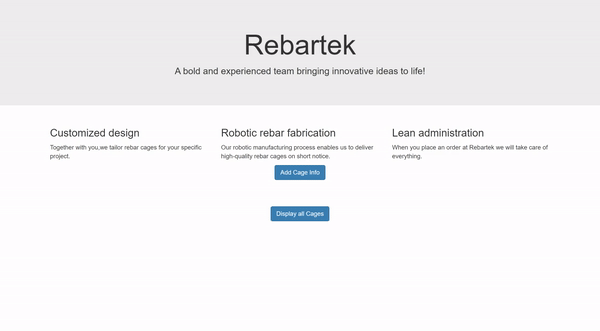 Rebartek
A bold and experienced team bringing innovative ideas to life!
Customized design
Together with you,we tailor rebar cages for your specific
project.
Robotic rebar fabrication
Our robotic manufacturing process enables us to deliver
high-quality rebar cages on short notice.
Lean administration
When you place an order at Rebartek we will take care of
everything.
Add Cage Info
Display all Cages